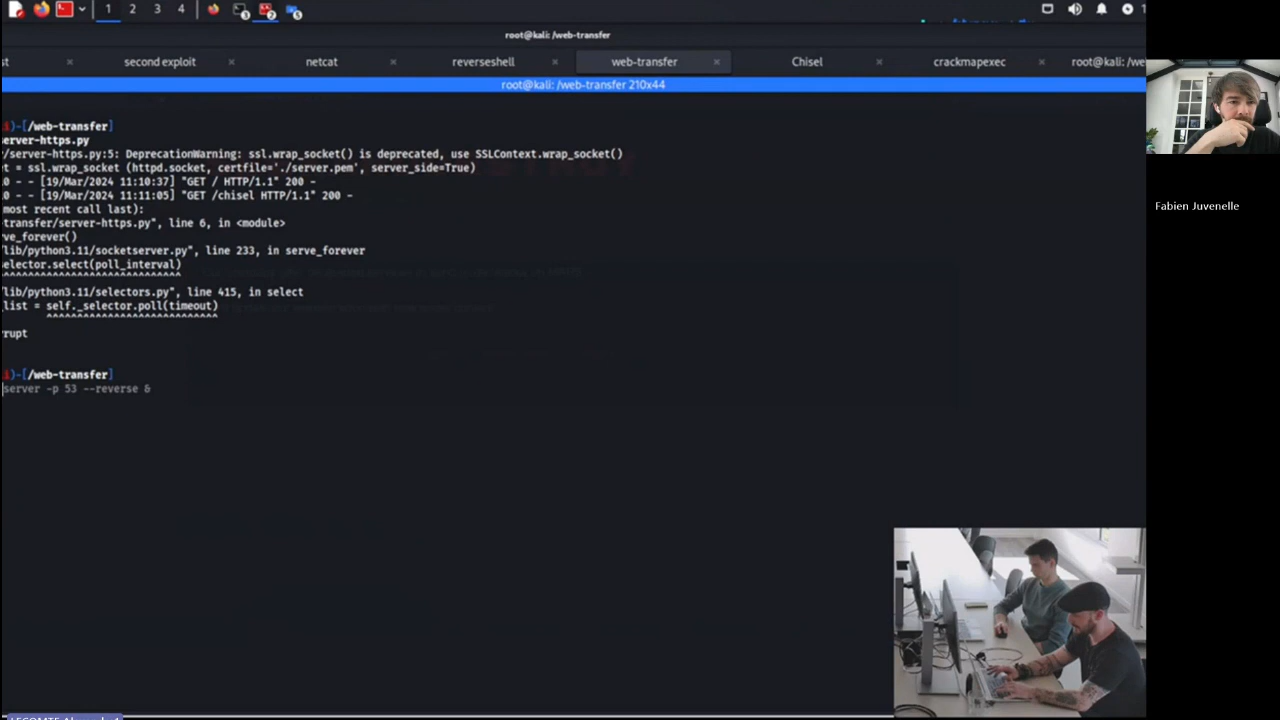 1 2 3 4
root@kali: /web-transfer
st second exploit netcat reverseshell web-transfer Chisel crackmapexec root@kali: /we
root@kali: /web-transfer 210x44
)-[/web-transfer]
server-https.py
/server-https.py:5: DeprecationWarning: ssl.wrap_socket() is deprecated, use SSLContext.wrap_socket()
t = ssl.wrap_socket (httpd.socket, certfile='./server.pem', server_side=True)
0 - - [19/Mar/2024 11:10:37] "GET / HTTP/1.1" 200 -
0 - - [19/Mar/2024 11:11:05] "GET /chisel HTTP/1.1" 200 -
most recent call last):
transfer/server-https.py", line 6, in <module>
ve_forever()
lib/python3.11/socketserver.py", line 233, in serve_forever
elector.select(poll_interval)
^^^^^^^^^^^^^^^^^^^^^^^^^^
lib/python3.11/selectors.py", line 415, in select
list = self._selector.poll(timeout)
^^^^^^^^^^^^^^^^^^^^^^^^^
rrupt
)-[/web-transfer]
server -p 53 --reverse &
Fabien Juvenelle